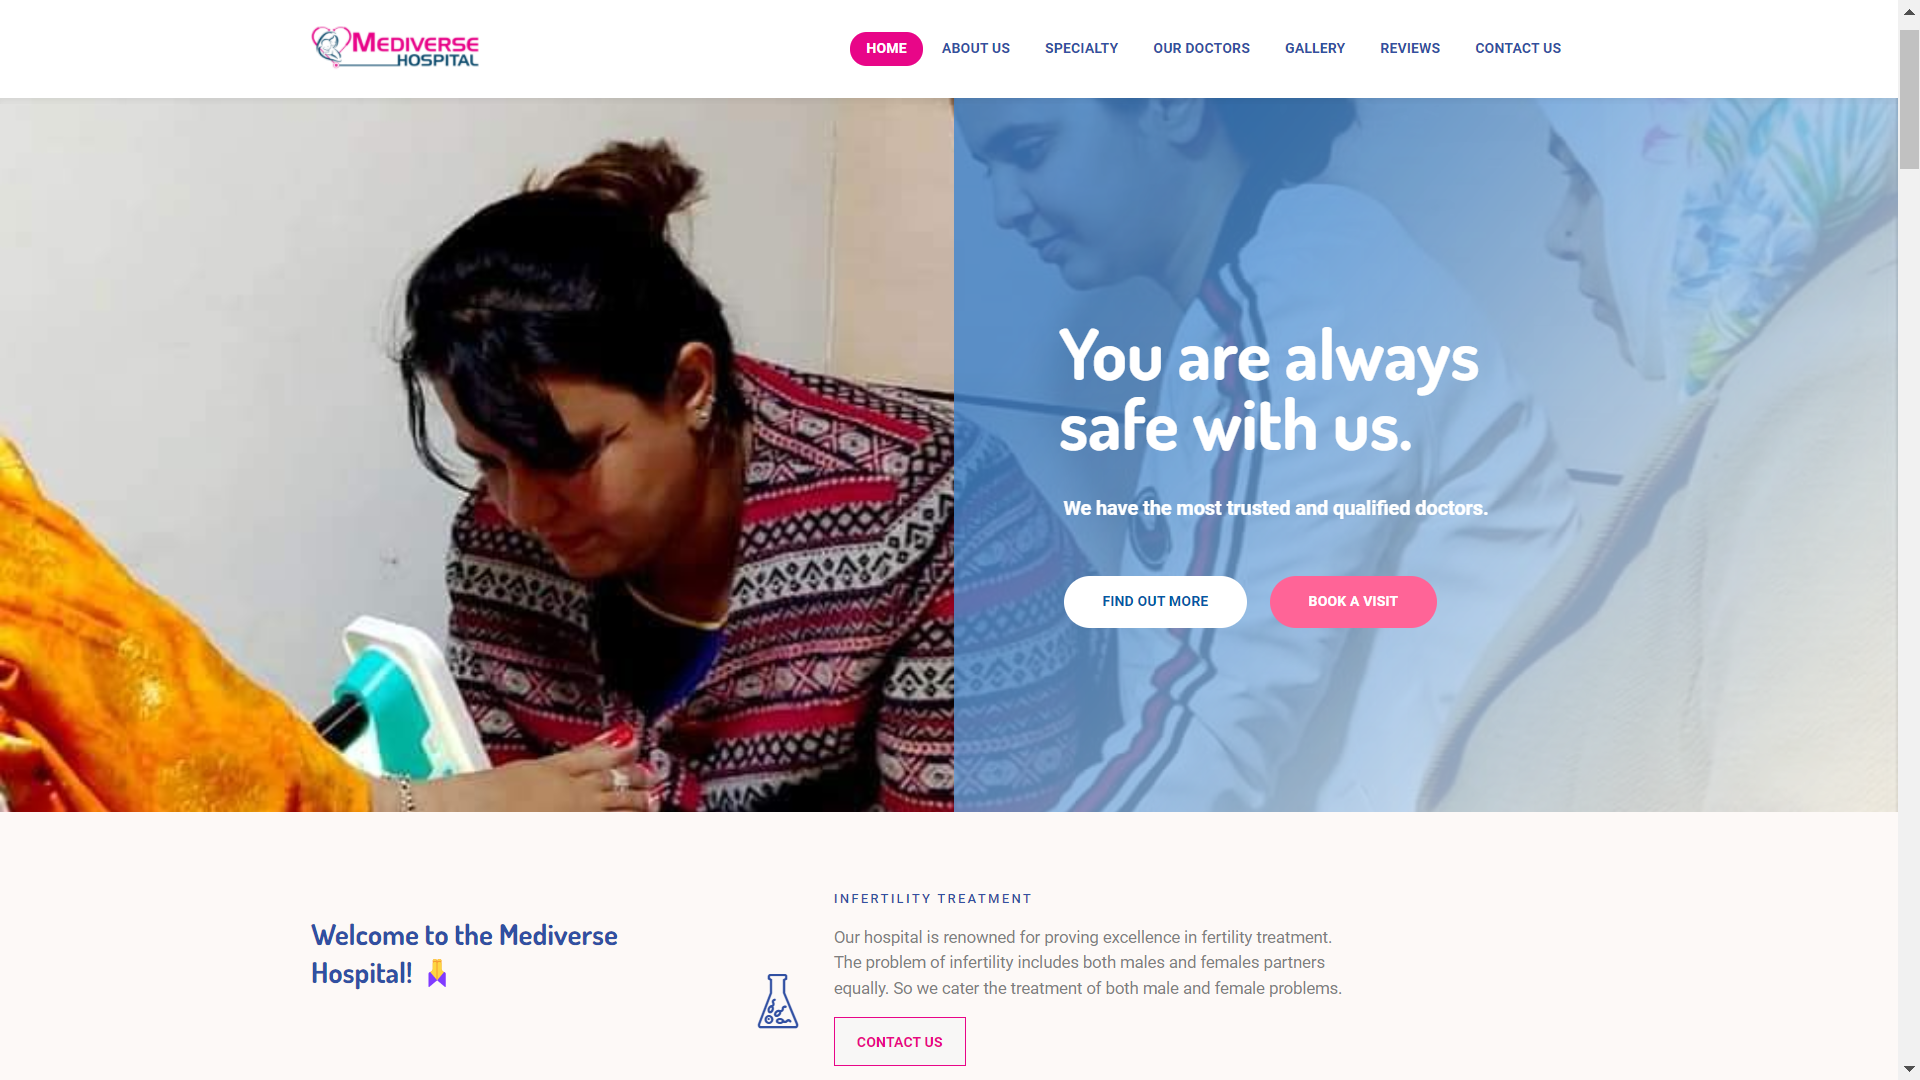 MEDIVERSE
HOSPITAL
HOME
ABOUT US
SPECIALTY
OUR DOCTORS
GALLERY
REVIEWS
CONTACT US
You are always
safe with us.
We have the most trusted and qualified doctors.
FIND OUT MORE
BOOK A VISIT
Welcome to the Mediverse
Hospital! 
INFERTILITY TREATMENT
Our hospital is renowned for proving excellence in fertility treatment.
The problem of infertility includes both males and females partners
equally. So we cater the treatment of both male and female problems.
CONTACT US